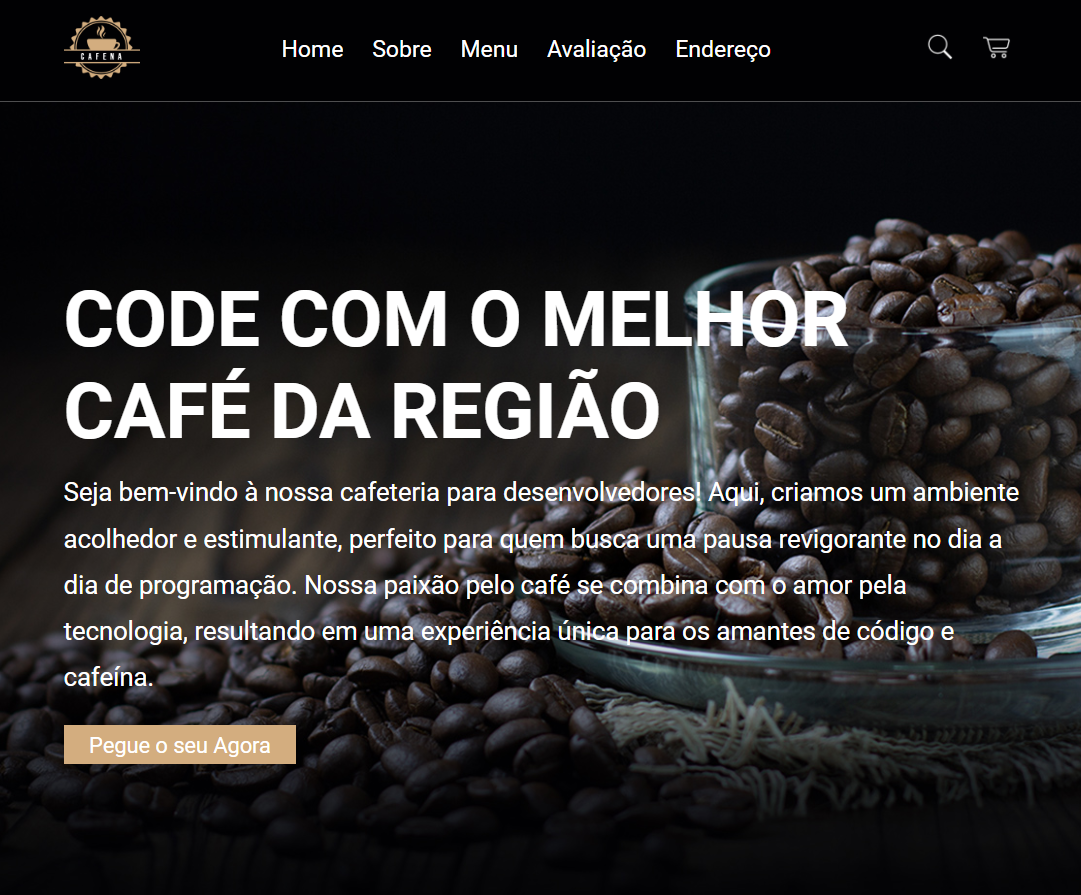 CAFENA
Home Sobre Menu Avaliação Endereço
CODE COM O MELHOR
CAFÉ DA REGIÃO
Seja bem-vindo à nossa cafeteria para desenvolvedores! Aqui, criamos um ambiente
acolhedor e estimulante, perfeito para quem busca uma pausa revigorante no dia a
dia de programação. Nossa paixão pelo café se combina com o amor pela
tecnologia, resultando em uma experiência única para os amantes de código e
cafeína.
Pegue o seu Agora